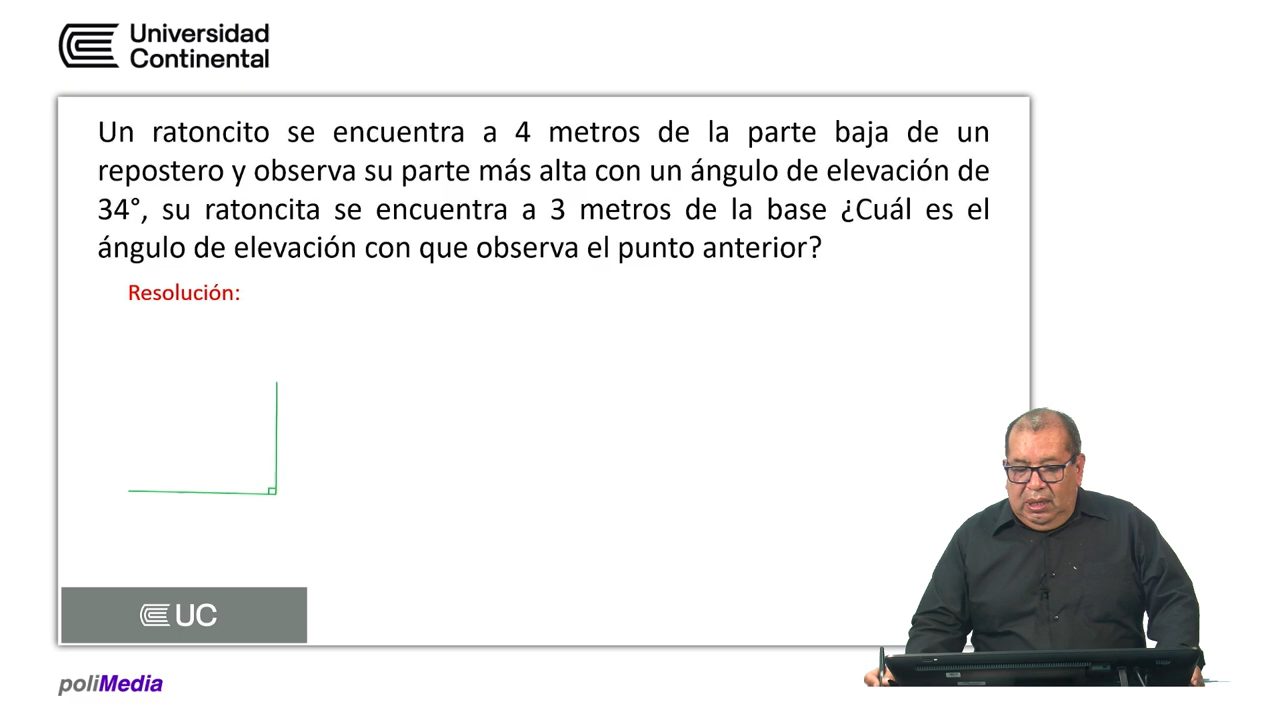 Universidad
Continental
Un ratoncito se encuentra a 4 metros de la parte baja de un
repostero y observa su parte más alta con un ángulo de elevación de
34°, su ratoncita se encuentra a 3 metros de la base ¿Cuál es el
ángulo de elevación con que observa el punto anterior?
Resolución:
UC
poliMedia